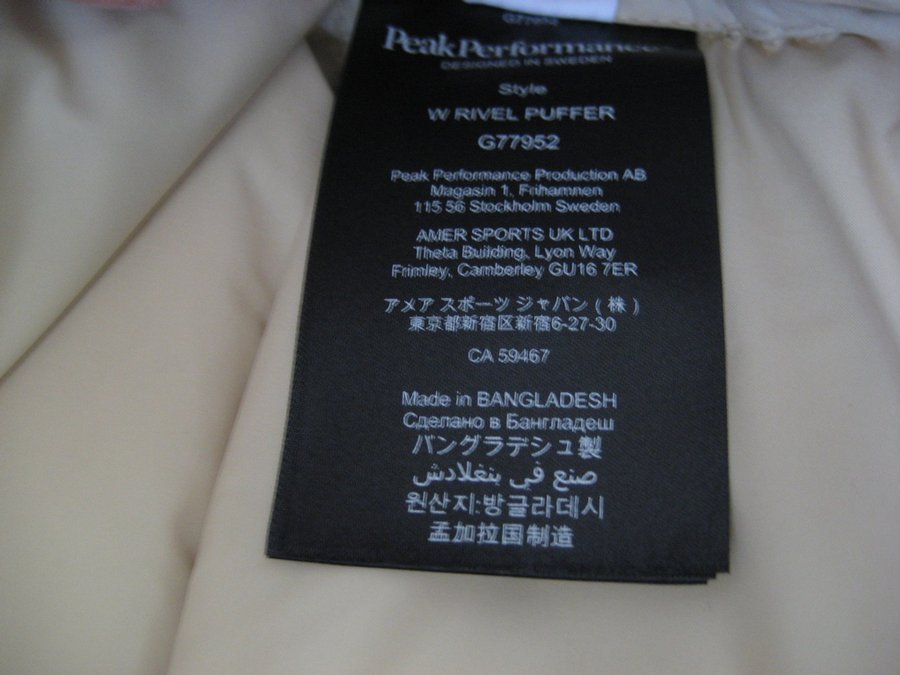 G77952
Peak Performance
DESIGNED IN SWEDEN
Style
W RIVEL PUFFER
G77952
Peak Performance Production AB
Magasin 1, Frihamnen
115 56 Stockholm Sweden
AMER SPORTS UK LTD
Theta Building, Lyon Way
Frimley, Camberley GU16 7ER
アメア スポーツ ジャパン ( 株 )
東京都新宿区新宿6-27-30
CA 59467
Made in BANGLADESH
Сделано в Бангладеш
バングラデシュ製
صنع في بنغلادش
원산지:방글라데시
孟加拉国制造